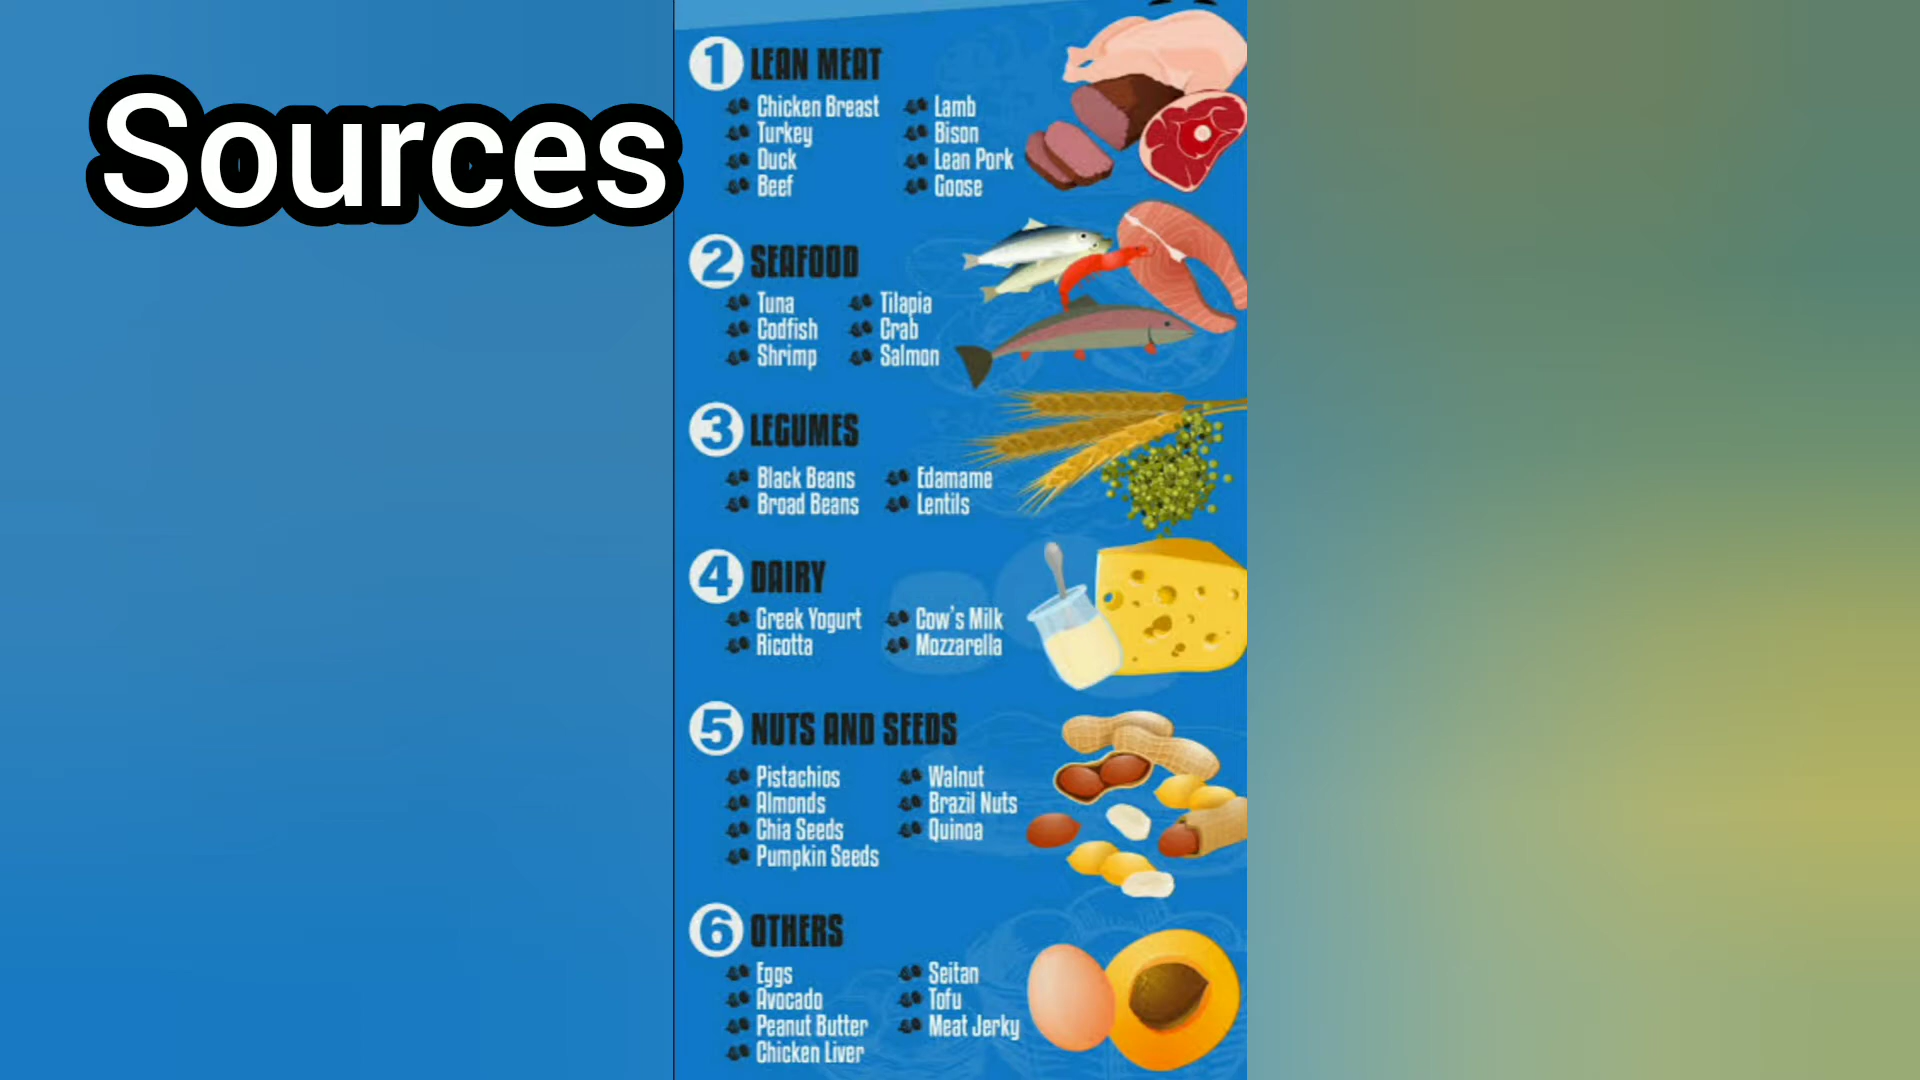 Sources
1 LEAN MEAT
Chicken Breast Lamb
Turkey Bison
Duck Lean Pork
Beef Goose
2 SEAFOOD
Tuna Tilapia
Codfish Crab
Shrimp Salmon
3 LEGUMES
Black Beans Edamame
Broad Beans Lentils
4 DAIRY
Greek Yogurt Cow's Milk
Ricotta Mozzarella
5 NUTS AND SEEDS
Pistachios Walnut
Almonds Brazil Nuts
Chia Seeds Quinoa
Pumpkin Seeds
6 OTHERS
Eggs Seitan
Avocado Tofu
Peanut Butter Meat Jerky
Chicken Liver